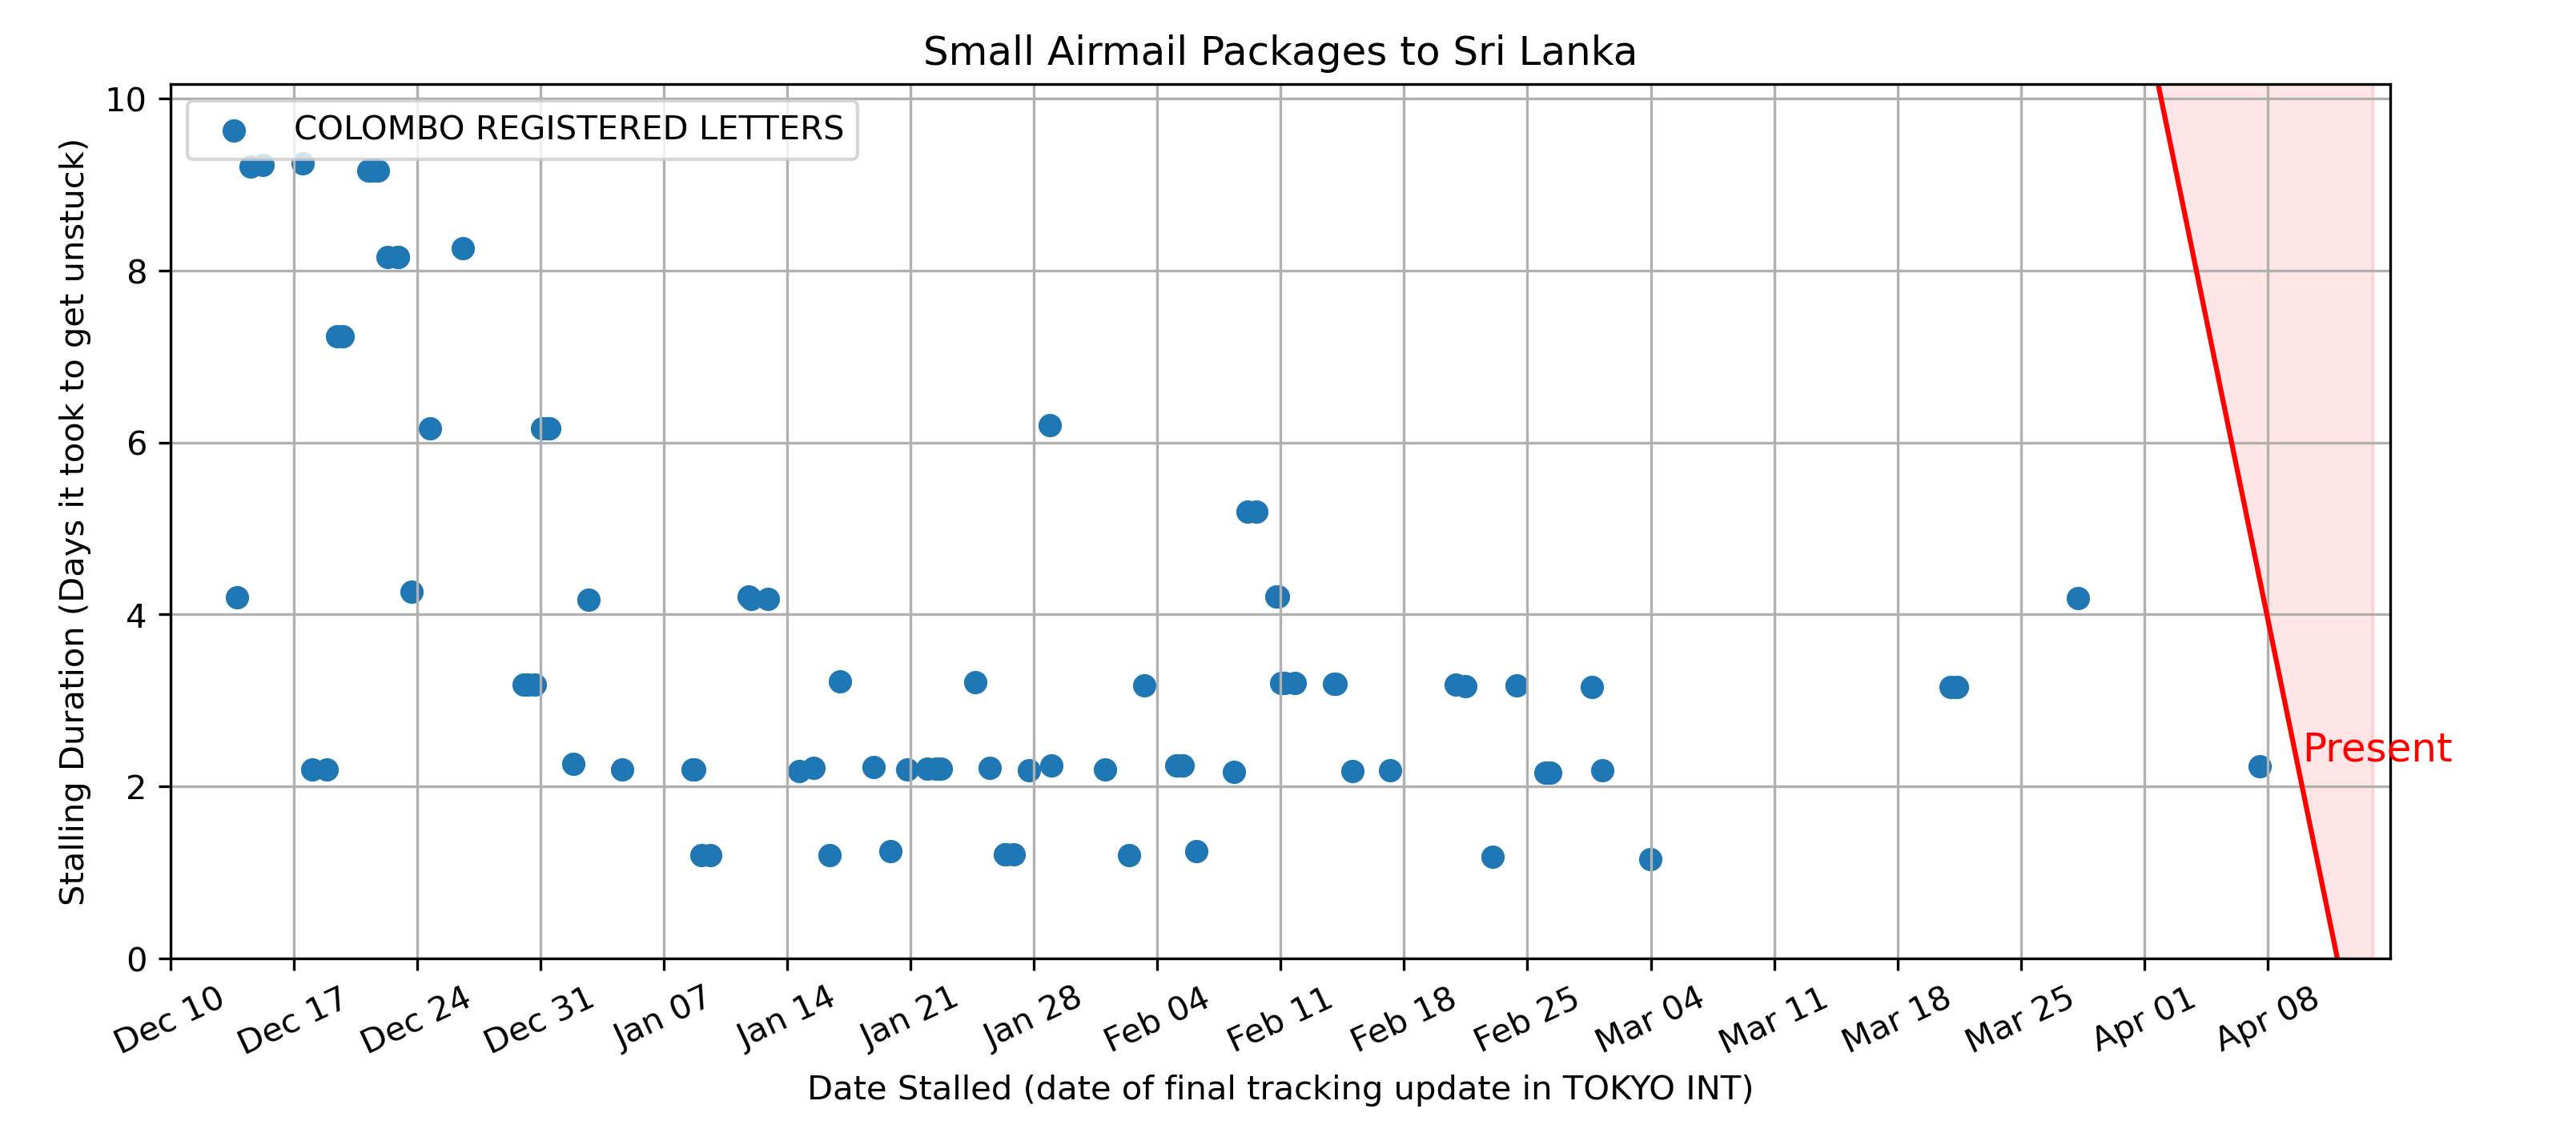 Small Airmail Packages to Sri Lanka
COLOMBO REGISTERED LETTERS
Stalling Duration (Days it took to get unstuck)
10
8
6
4
2
0
Present
Dec 10
Dec 17
Dec 24
Dec 31
Jan 07
Jan 14
Jan 21
Jan 28
Feb 04
Feb 11
Feb 18
Feb 25
Mar 04
Mar 11
Mar 18
Mar 25
Apr 01
Apr 08
Date Stalled (date of final tracking update in TOKYO INT)